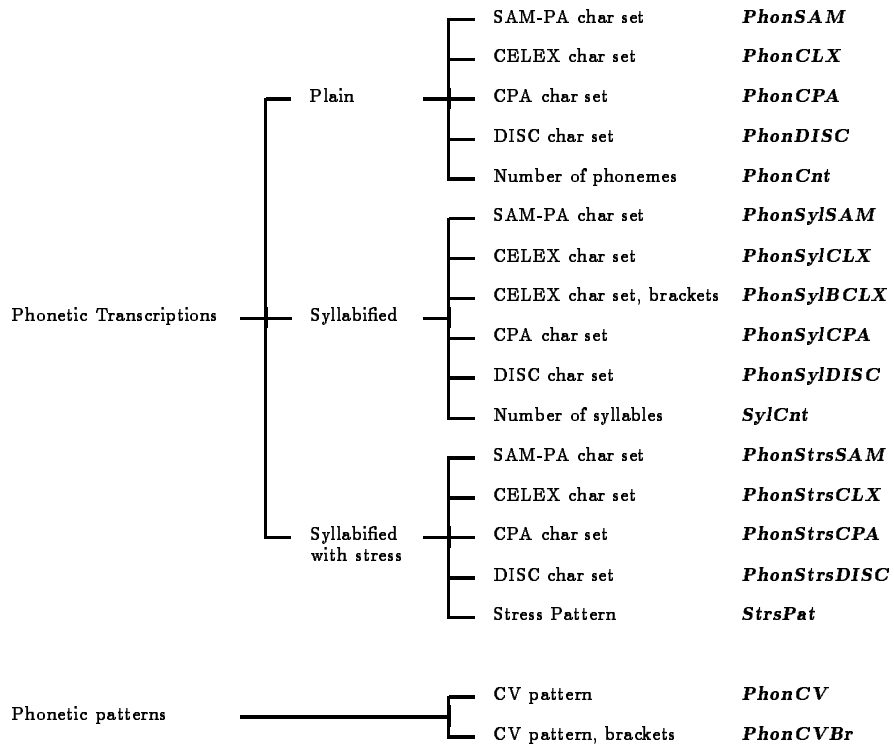 SAM-PA char set PhonSAM
CELEX char set PhonCLX
Plain CPA char set PhonCPA
DISC char set PhonDISC
Number of phonemes PhonCnt
SAM-PA char set PhonSylSAM
CELEX char set PhonSylCLX
CELEX char set, brackets PhonSylBCLX
Phonetic Transcriptions Syllabified
CPA char set PhonSylCPA
DISC char set PhonSylDISC
Number of syllables SylCnt
SAM-PA char set PhonStrsSAM
CELEX char set PhonStrsCLX
Syllabified CPA char set PhonStrsCPA
with stress
DISC char set PhonStrsDISC
Stress Pattern StrsPat
CV pattern PhonCV
Phonetic patterns
CV pattern, brackets PhonCVBr